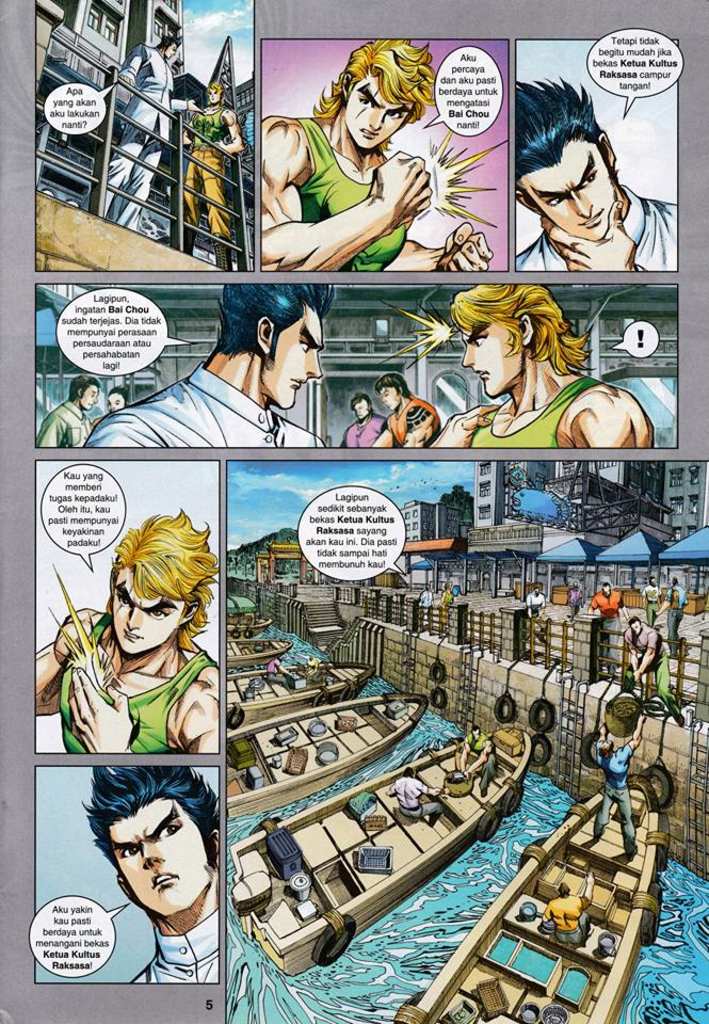 Apa
yang akan
aku lakukan
nanti?
Aku
percaya
dan aku pasti
berdaya untuk
mengatasi
Bai Chou
nanti!
Tetapi tidak
begitu mudah jika
bekas Ketua Kultus
Raksasa campur
tangan!
Lagipun,
ingatan Bai Chou
sudah terjejas. Dia tidak
mempunyai perasaan
persaudaraan atau
persahabatan
lagi!
!
Kau yang
memberi
tugas kepadaku!
Oleh itu, kau
pasti mempunyai
keyakinan
padaku!
Lagipun
sedikit sebanyak
bekas Ketua Kultus
Raksasa sayang
akan kau ini. Dia pasti
tidak sampai hati
membunuh kau!
Aku yakin
kau pasti
berdaya untuk
menangani bekas
Ketua Kultus
Raksasa!
5